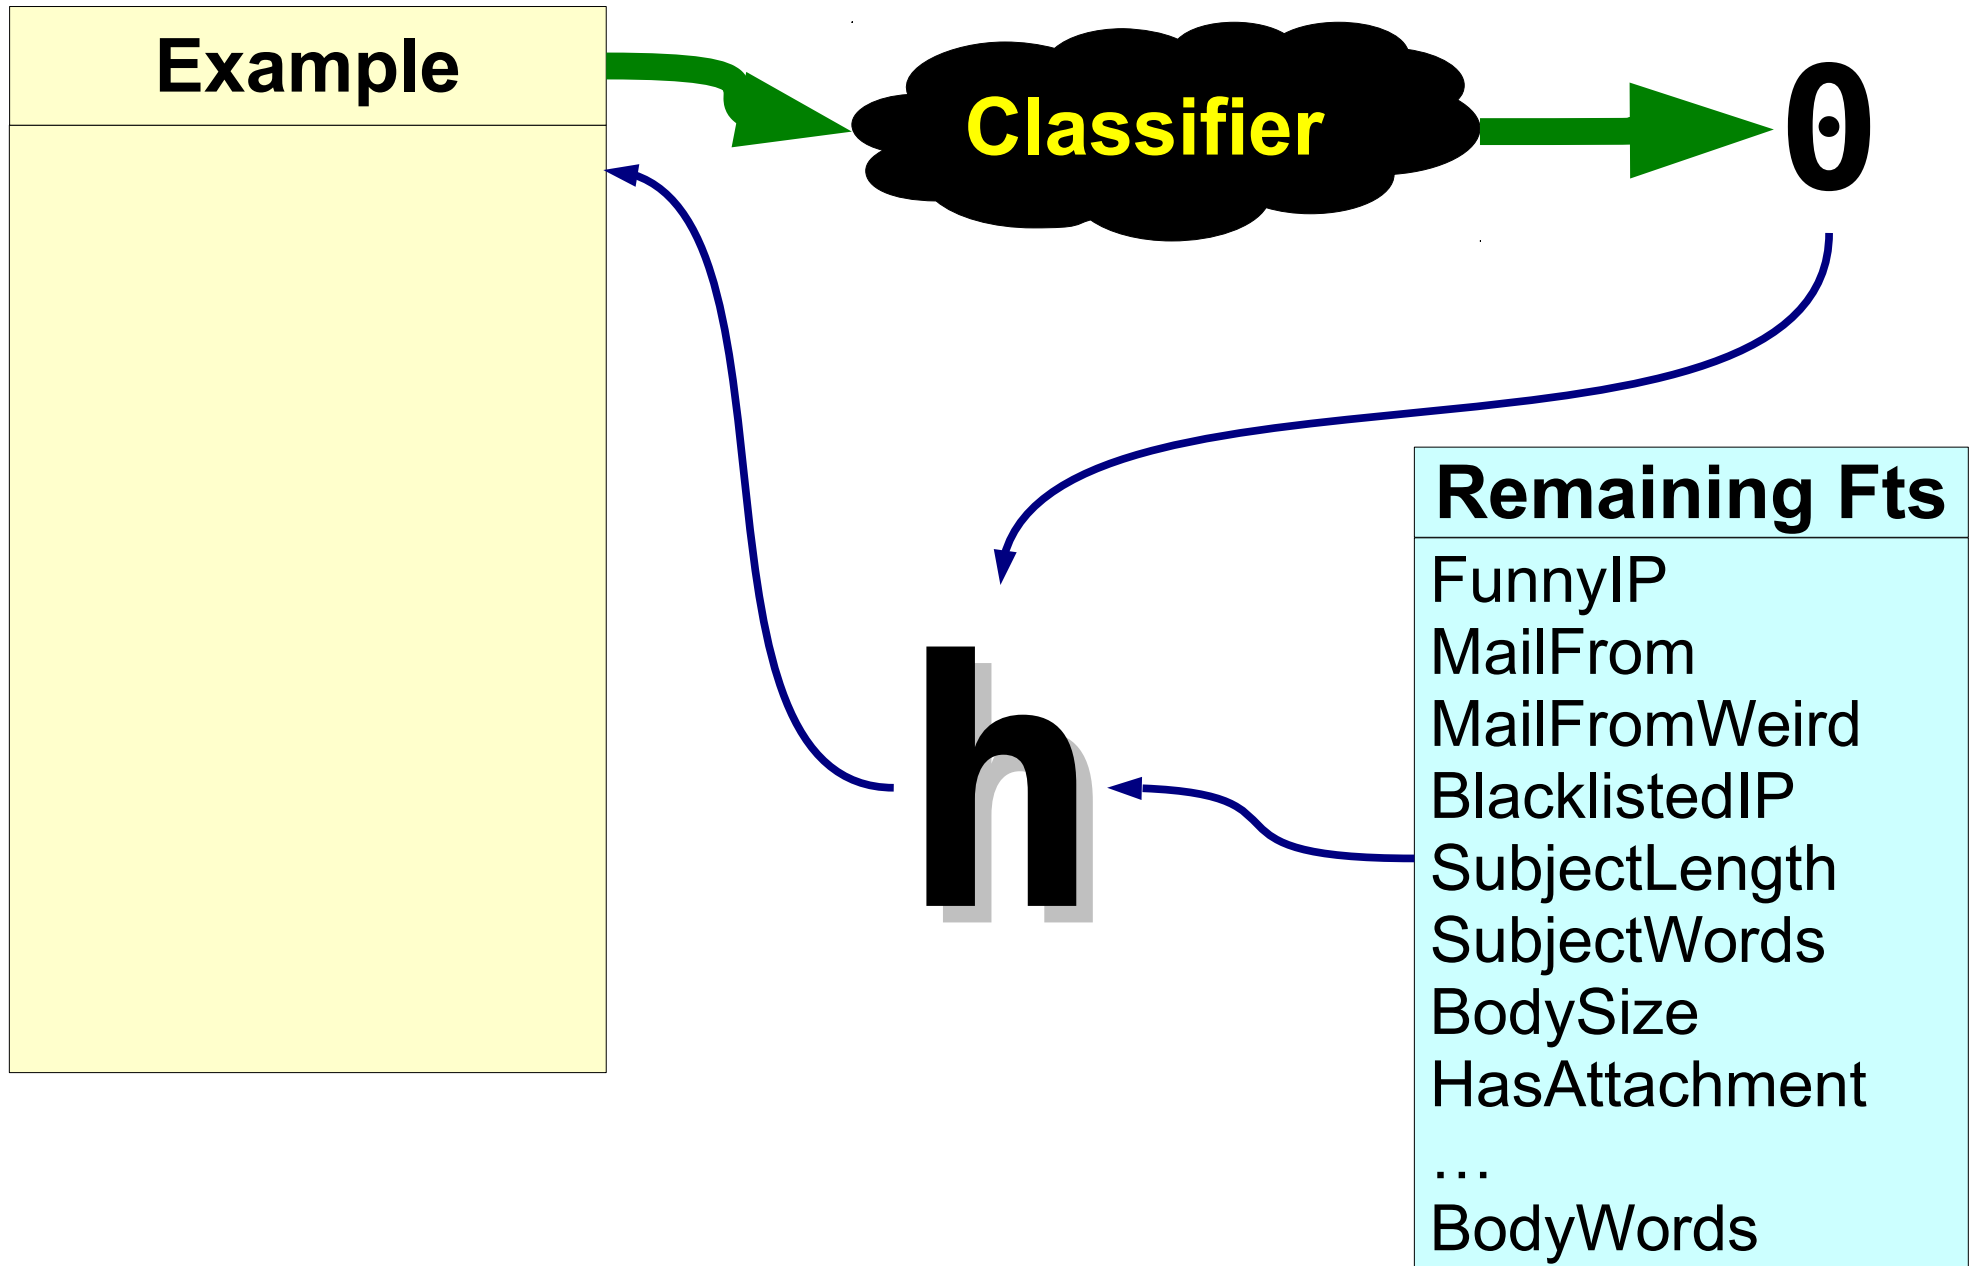 Example
Classifier
0
h
Remaining Fts
FunnyIP
MailFrom
MailFromWeird
BlacklistedIP
SubjectLength
SubjectWords
BodySize
HasAttachment
…
BodyWords